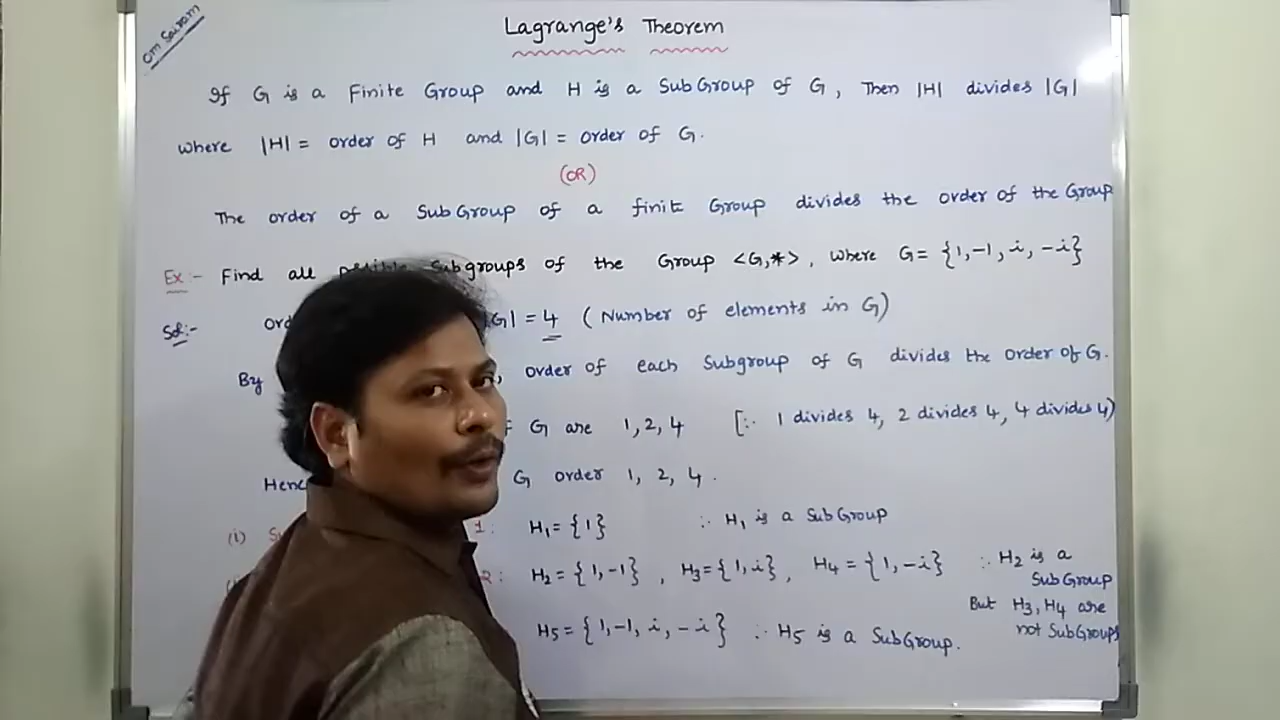 Om Sairam
Lagrange's Theorem
If G is a Finite Group and H is a SubGroup of G, Then |H| divides |G|
where |H| = order of H and |G| = order of G.
(OR)
The order of a SubGroup of a finite Group divides the order of the Group
Ex:- Find all possible Subgroups of the Group <G,*>, where G = {1,-1, i, -i}
Sol:- |G| = 4 (Number of elements in G)
By order of each Subgroup of G divides the order of G.
G are 1,2,4 [∵ 1 divides 4, 2 divides 4, 4 divides 4)
G order 1, 2, 4.
(i) 1: H₁ = {1} ∴ H₁ is a SubGroup
2: H₂ = {1,-1}, H₃={1,i}, H₄ = {1,-i} ∴ H₂ is a
SubGroup
But H₃, H₄ are
not SubGroups
H₅ = {1,-1, i, -i} ∴ H₅ is a SubGroup.